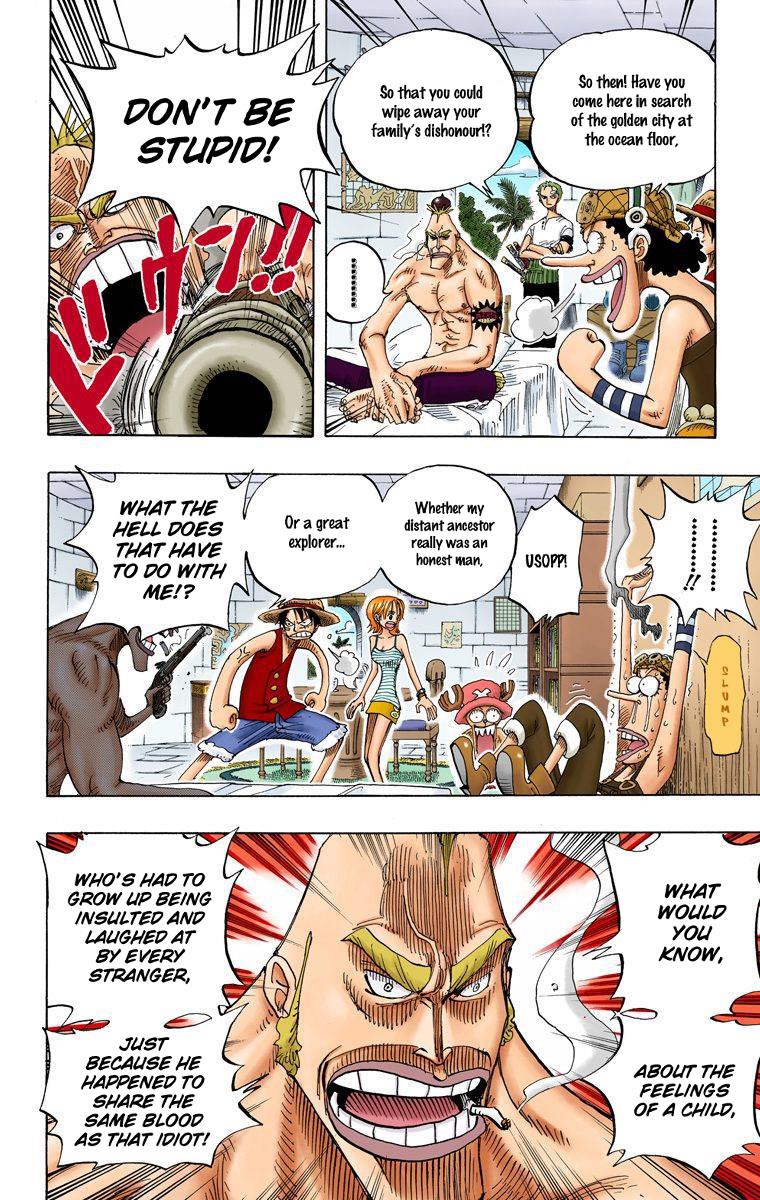 So then! Have you
come here in search
of the golden city at
the ocean floor,
So that you could
wipe away your
family's dishonour!?
.........
DON'T BE
STUPID!
ドウン!!
.........!!
SLUMP
USOPP!
Whether my
distant ancestor
really was an
honest man,
Or a great
explorer...
WHAT THE
HELL DOES
THAT HAVE
TO DO WITH
ME!?
WHAT
WOULD
YOU
KNOW,
ABOUT THE
FEELINGS
OF A CHILD,
WHO'S HAD TO
GROW UP BEING
INSULTED AND
LAUGHED AT
BY EVERY
STRANGER,
JUST
BECAUSE HE
HAPPENED TO
SHARE THE
SAME BLOOD
AS THAT IDIOT!